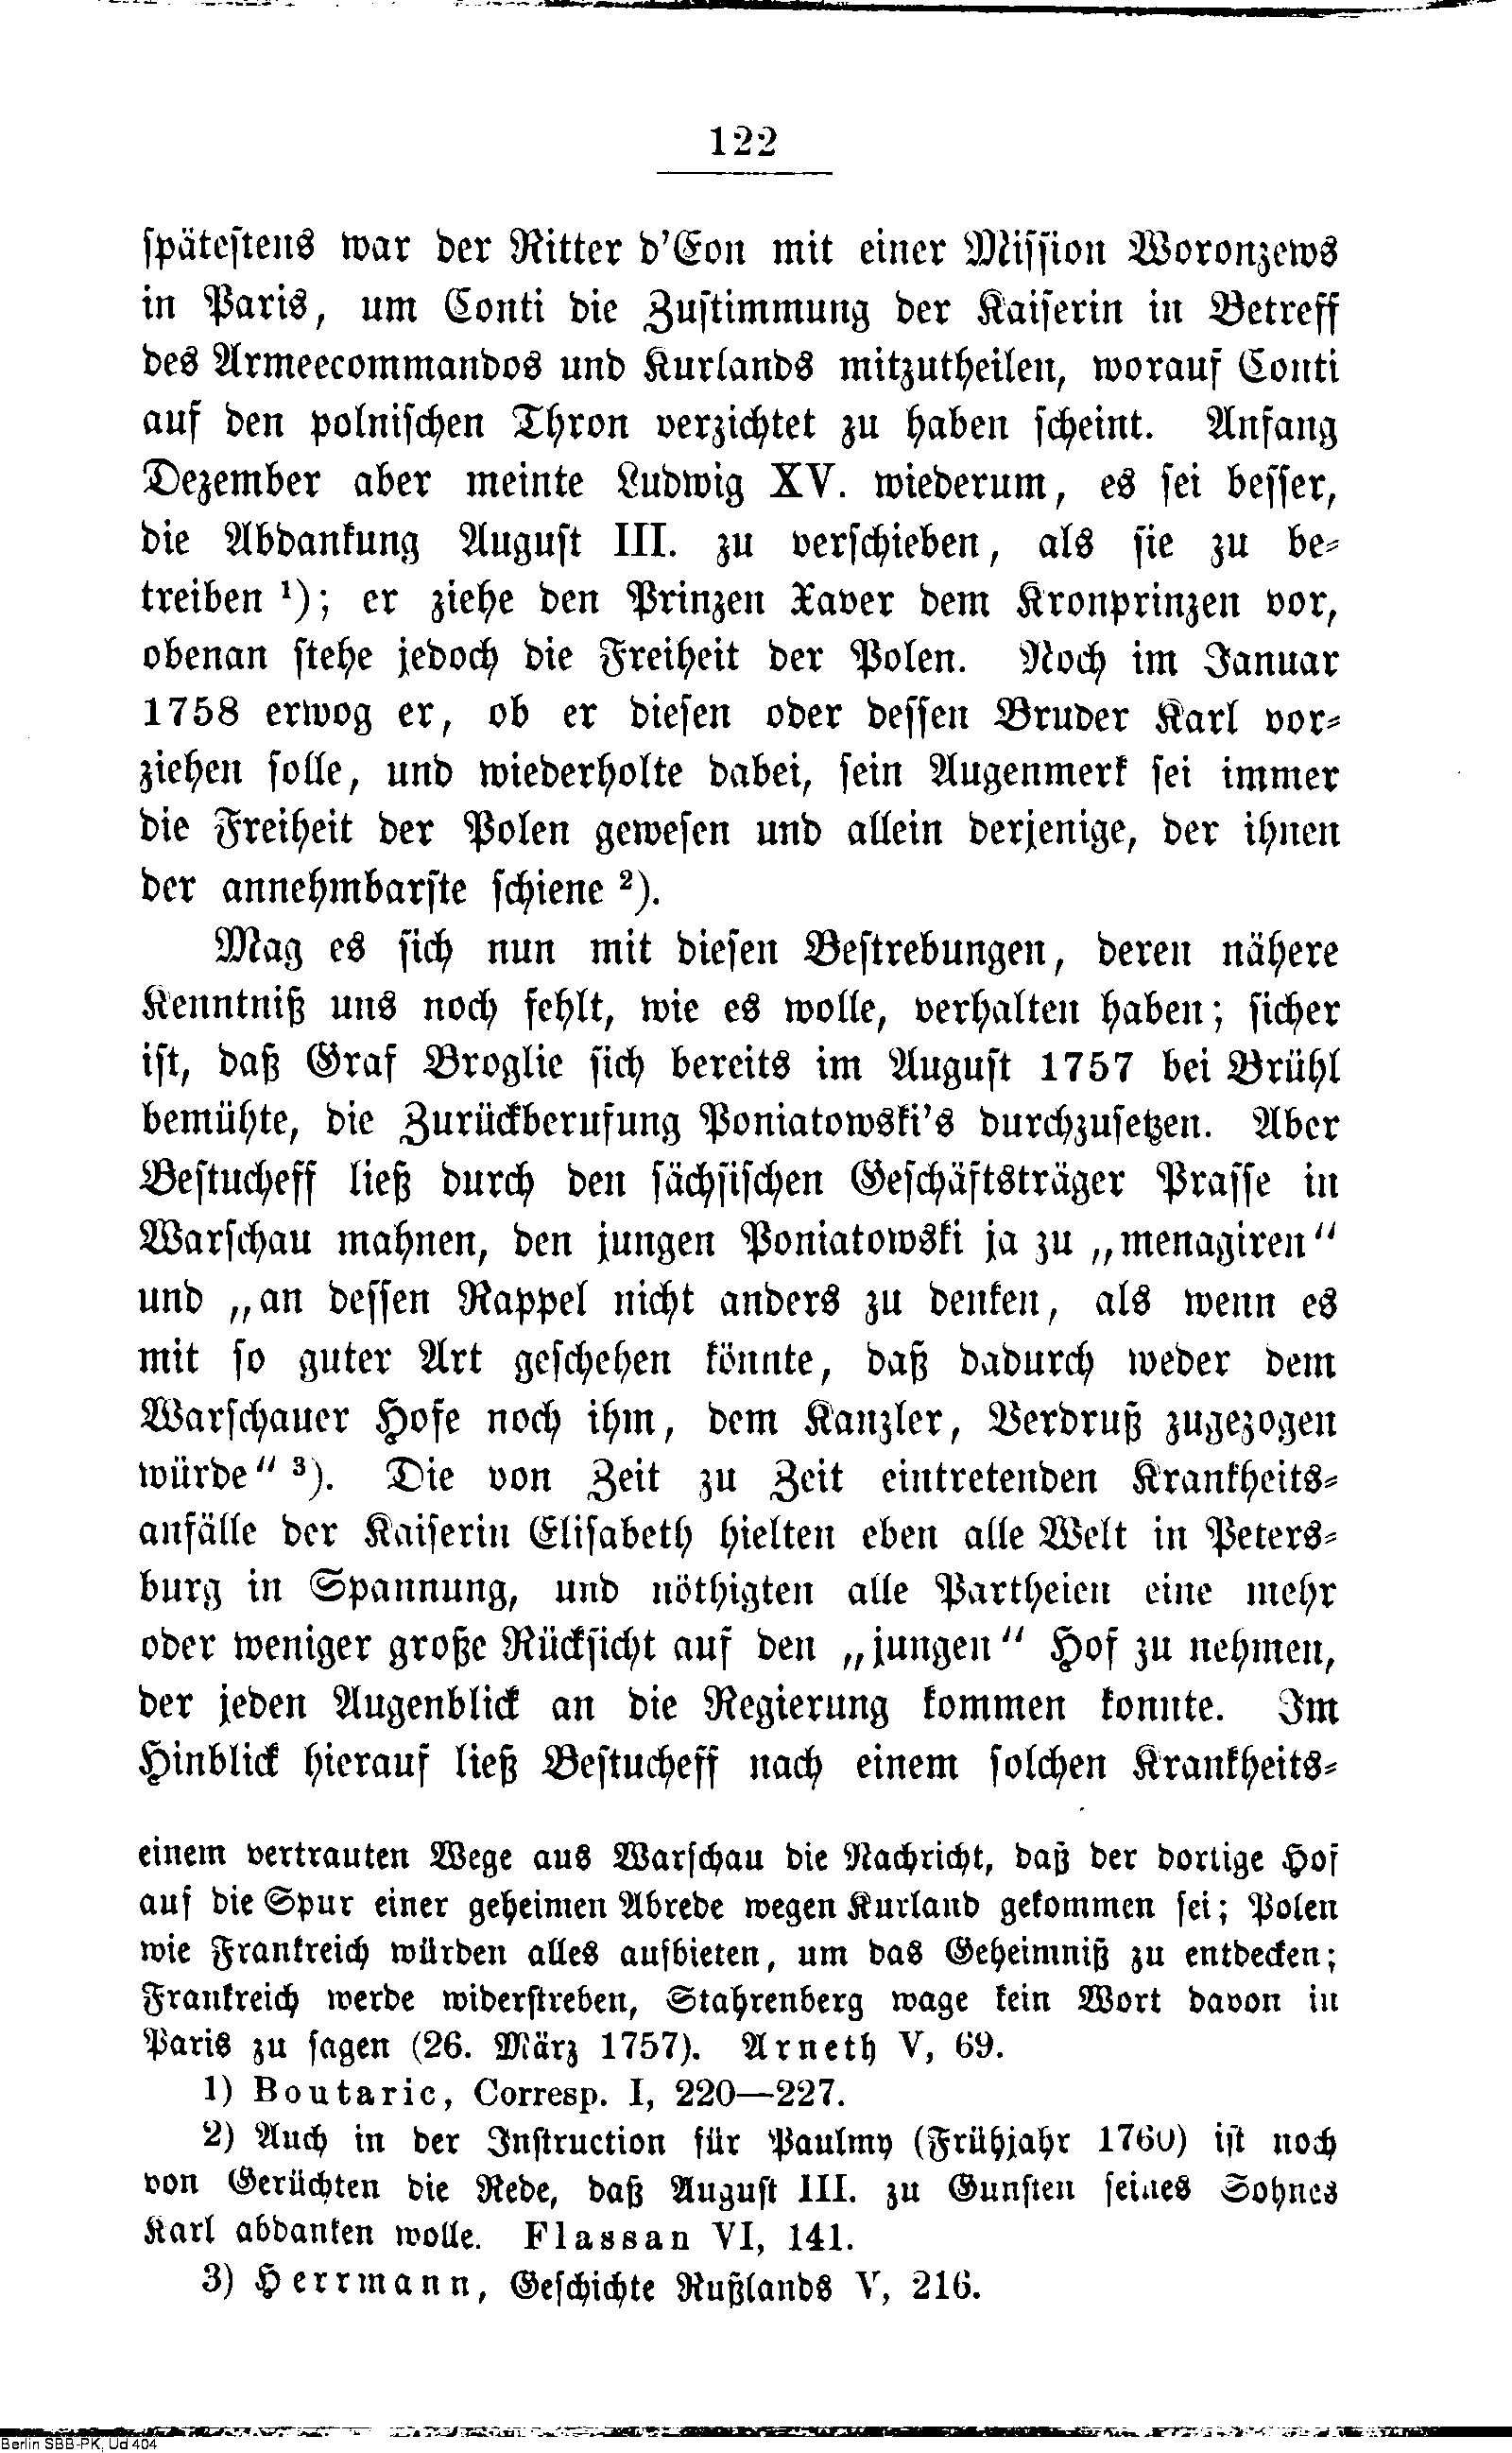 122
spätestens war der Ritter d'Eon mit einer Mission Woronzews
in Paris, um Conti die Zustimmung der Kaiserin in Betreff
des Armeecommandos und Kurlands mitzutheilen, worauf Conti
auf den polnischen Thron verzichtet zu haben scheint. Anfang
Dezember aber meinte Ludwig XV. wiederum, es sei besser,
die Abdankung August III. zu verschieben, als sie zu be-
treiben ¹); er ziehe den Prinzen Xaver dem Kronprinzen vor,
obenan stehe jedoch die Freiheit der Polen. Noch im Januar
1758 erwog er, ob er diesen oder dessen Bruder Karl vor-
ziehen solle, und wiederholte dabei, sein Augenmerk sei immer
die Freiheit der Polen gewesen und allein derjenige, der ihnen
der annehmbarste schiene ²).
Mag es sich nun mit diesen Bestrebungen, deren nähere
Kenntniß uns noch fehlt, wie es wolle, verhalten haben; sicher
ist, daß Graf Broglie sich bereits im August 1757 bei Brühl
bemühte, die Zurückberufung Poniatowski's durchzusetzen. Aber
Bestucheff ließ durch den sächsischen Geschäftsträger Prasse in
Warschau mahnen, den jungen Poniatowski ja zu „menagiren“
und „an dessen Rappel nicht anders zu denken, als wenn es
mit so guter Art geschehen könnte, daß dadurch weder dem
Warschauer Hofe noch ihm, dem Kanzler, Verdruß zugezogen
würde“ ³). Die von Zeit zu Zeit eintretenden Krankheits-
anfälle der Kaiserin Elisabeth hielten eben alle Welt in Peters-
burg in Spannung, und nöthigten alle Partheien eine mehr
oder weniger große Rücksicht auf den „jungen“ Hof zu nehmen,
der jeden Augenblick an die Regierung kommen konnte. Im
Hinblick hierauf ließ Bestucheff nach einem solchen Krankheits-
einem vertrauten Wege aus Warschau die Nachricht, daß der dortige Hof
auf die Spur einer geheimen Abrede wegen Kurland gekommen sei; Polen
wie Frankreich würden alles aufbieten, um das Geheimniß zu entdecken;
Frankreich werde widerstreben, Stahrenberg wage kein Wort davon in
Paris zu sagen (26. März 1757). Arneth V, 69.
1) Boutaric, Corresp. I, 220—227.
2) Auch in der Instruction für Paulmy (Frühjahr 1760) ist noch
von Gerüchten die Rede, daß August III. zu Gunsten seines Sohnes
Karl abdanken wolle. Flassan VI, 141.
3) Herrmann, Geschichte Rußlands V, 216.
Berlin SBB-PK, Ud 404